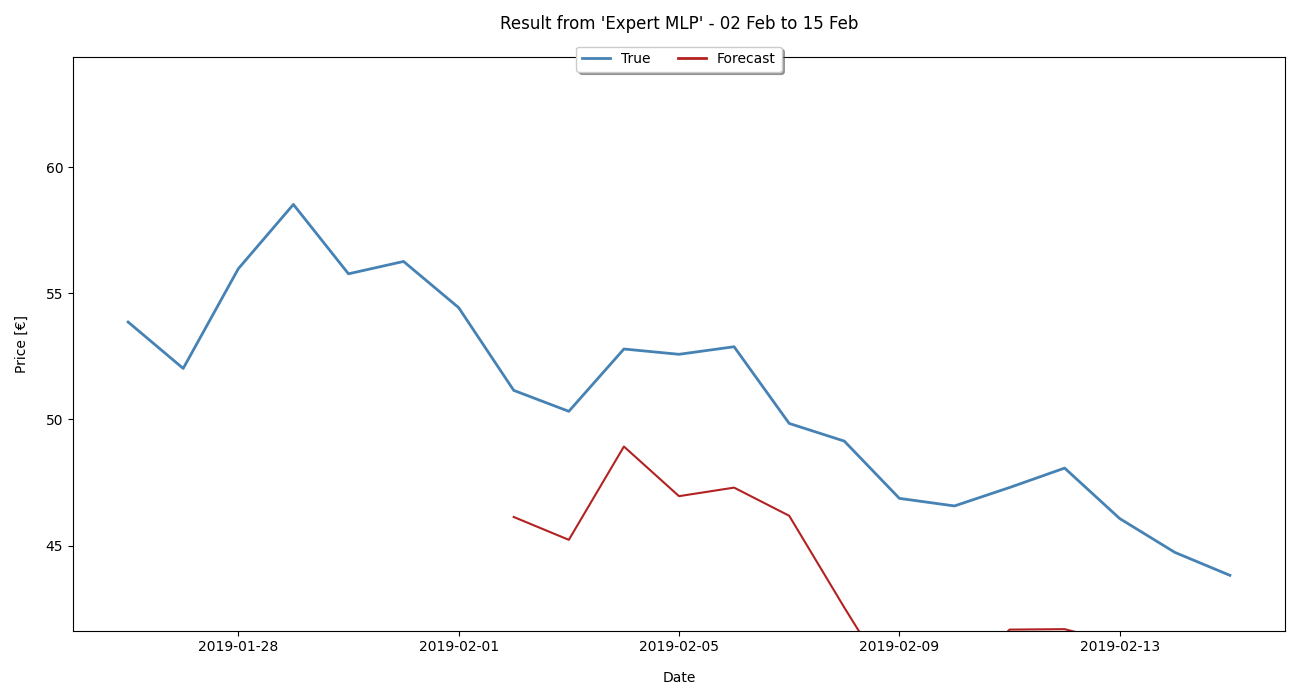 Result from 'Expert MLP' - 02 Feb to 15 Feb
True Forecast
Price [€]
60
55
50
45
2019-01-28 2019-02-01 2019-02-05 2019-02-09 2019-02-13
Date